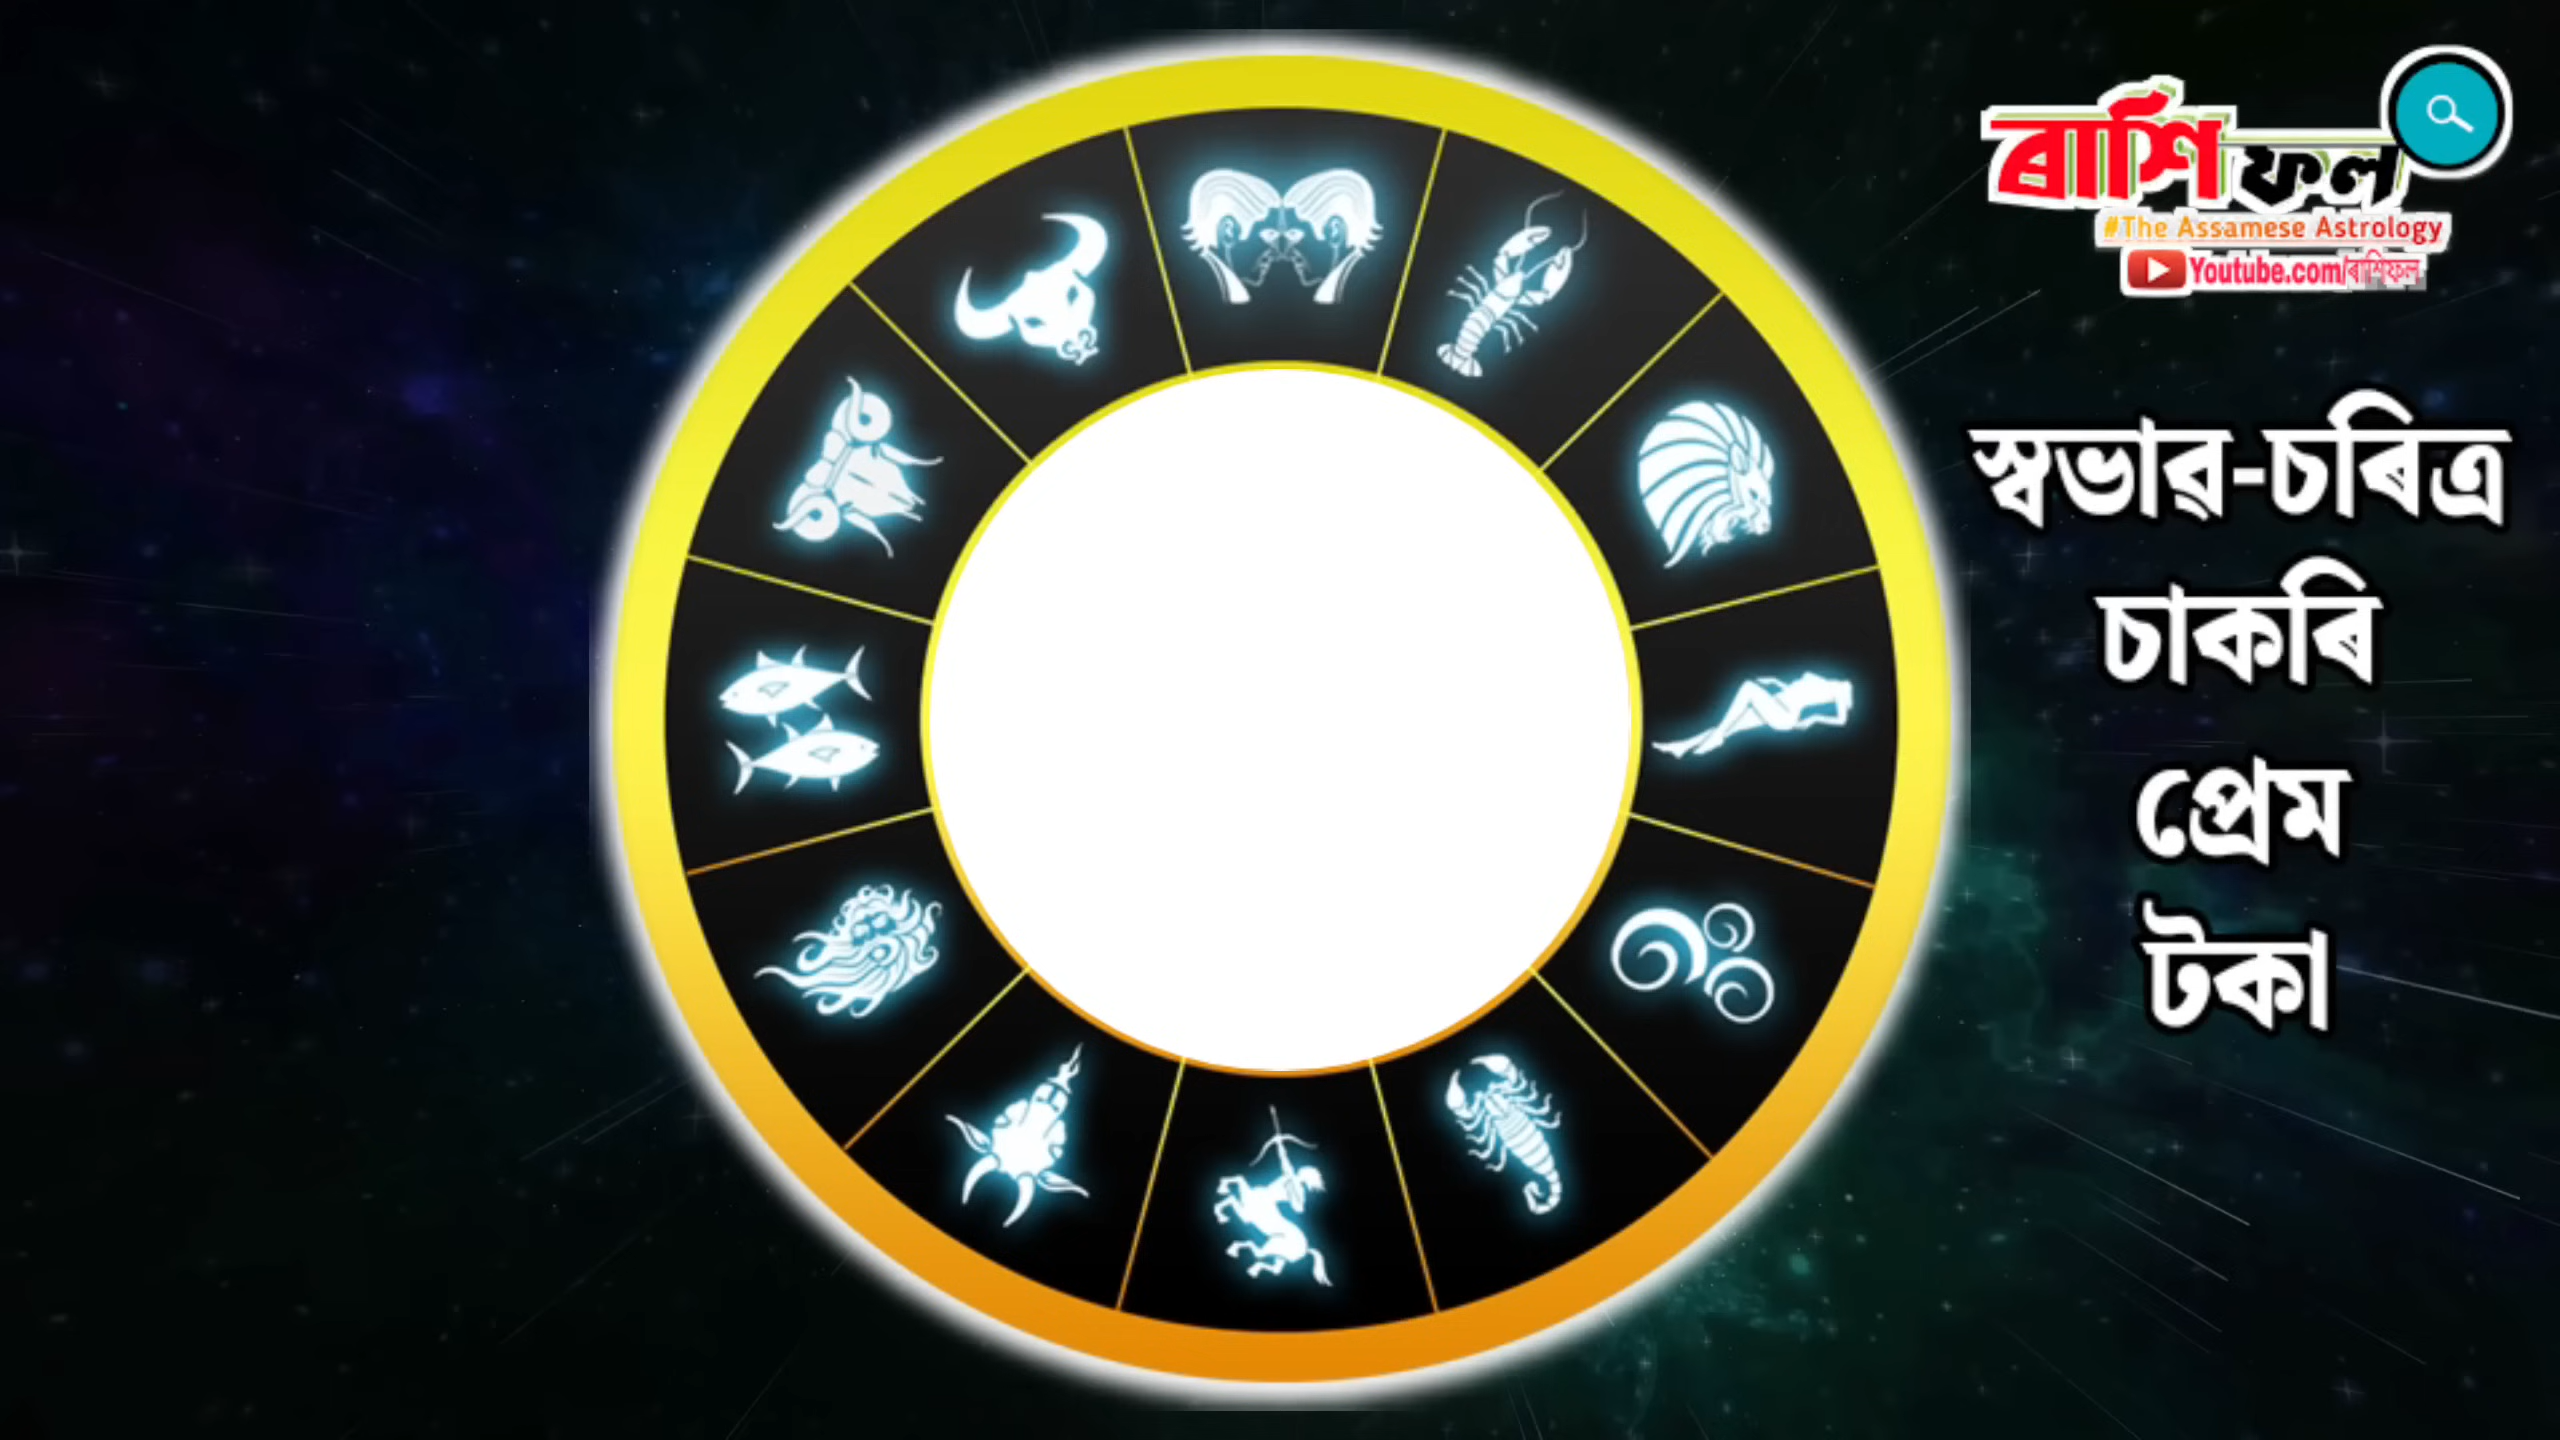 ৰাশিফল
#The Assamese Astrology
Youtube.com/ৰাশিফল
স্বভাৱ-চৰিত্ৰ
চাকৰি
প্ৰেম
টকা